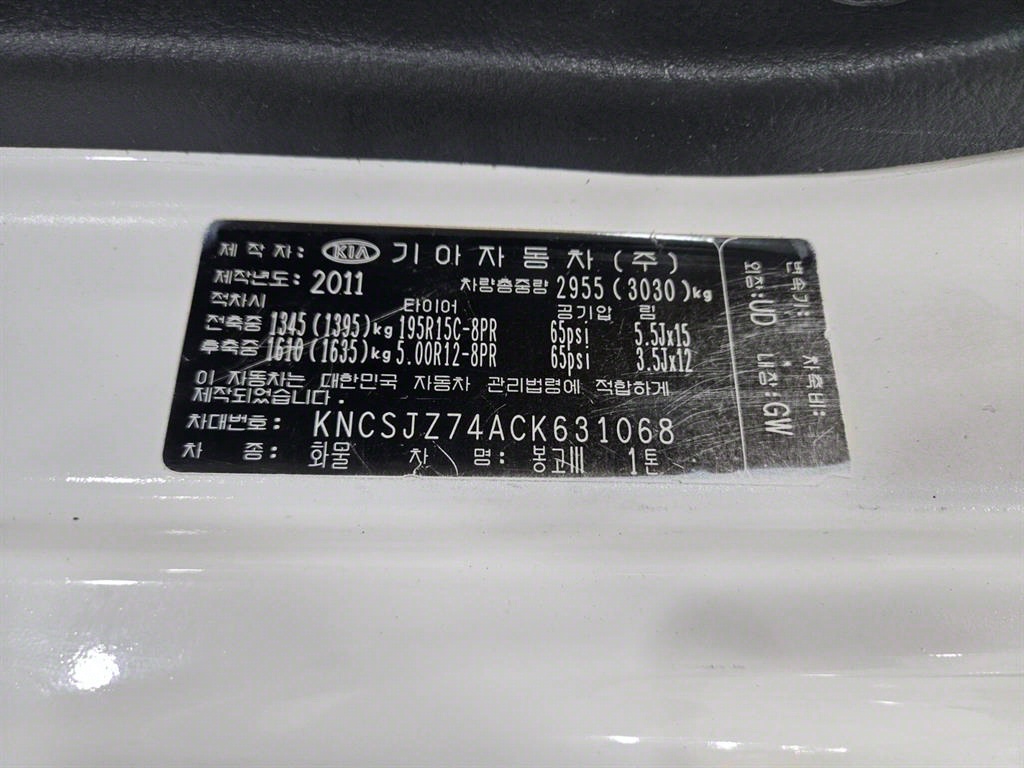 제 작 자: KIA 기아자동차(주)
제작년도: 2011 차량총중량 2955(3030)kg
적차시 타이어 공기압 림
전축중 1345(1395)kg 195R15C-8PR 65psi 5.5Jx15
후축중 1610(1635)kg 5.00R12-8PR 65psi 3.5Jx12
이 자동차는 대한민국 자동차 관리법령에 적합하게
제작되었습니다.
차대번호: KNCSJZ74ACK631068
차 종: 화물 차 명: 봉고Ⅲ 1톤
변속기: 차축비:
외장:UD 내장:GW